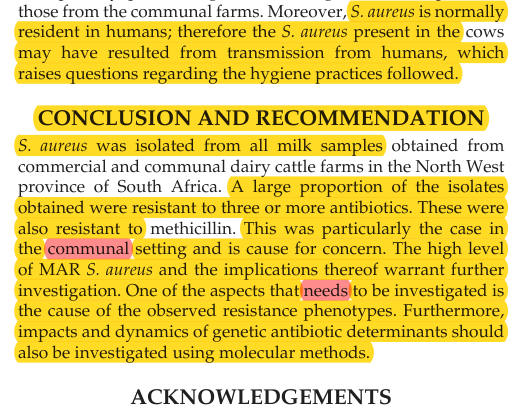 those from the communal farms. Moreover, S. aureus is normally
resident in humans; therefore the S. aureus present in the cows
may have resulted from transmission from humans, which
raises questions regarding the hygiene practices followed.
CONCLUSION AND RECOMMENDATION
S. aureus was isolated from all milk samples obtained from
commercial and communal dairy cattle farms in the North West
province of South Africa. A large proportion of the isolates
obtained were resistant to three or more antibiotics. These were
also resistant to methicillin. This was particularly the case in
the communal setting and is cause for concern. The high level
of MAR S. aureus and the implications thereof warrant further
investigation. One of the aspects that needs to be investigated is
the cause of the observed resistance phenotypes. Furthermore,
impacts and dynamics of genetic antibiotic determinants should
also be investigated using molecular methods.
ACKNOWLEDGEMENTS